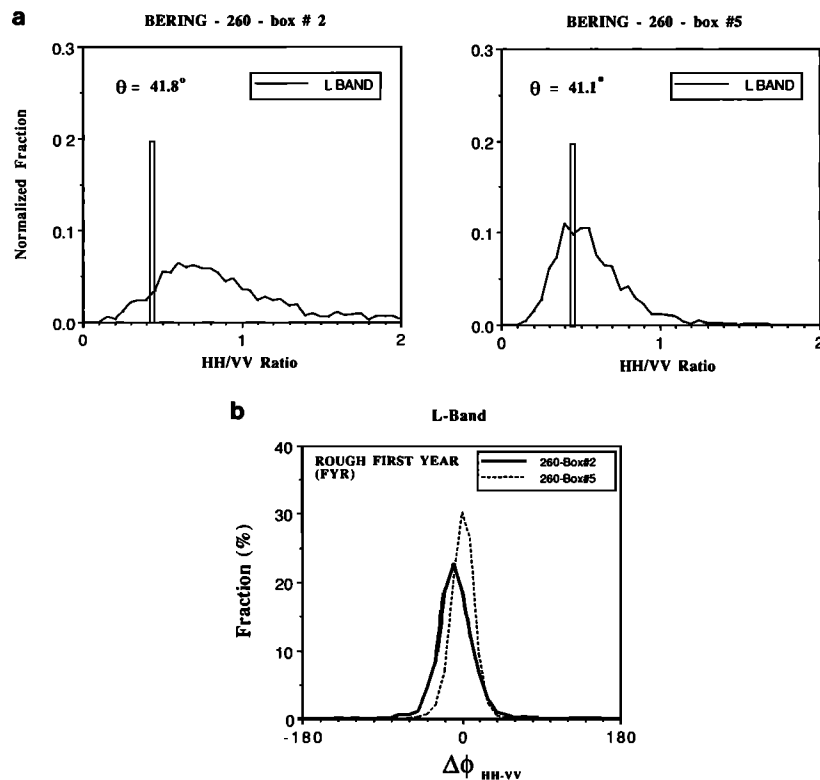 a
BERING - 260 - box # 2
0.3
0 2
0.1
0.0
Normalized Fraction
θ = 41.8°
L BAND
0
1
2
HH/VV Ratio
BERING - 260 - box #5
0.3
0.2
0.1
0.0
θ = 41.1°
L BAND
0
1
2
HH/VV Ratio
b
L-Band
40
30
20
10
0
Fraction (%)
ROUGH FIRST YEAR
(FYR)
260-Box#2
260-Box#5
-180
0
180
Δϕ HH-VV